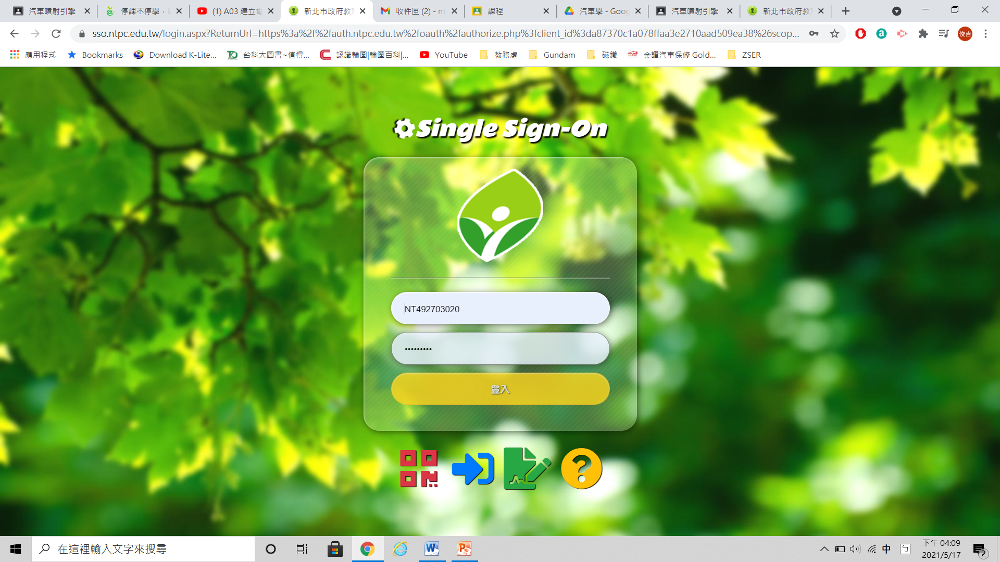 汽車噴射引擎
停課不停學，
(1) A03 建立電
新北市政府教
收件匣 (2) - nt
課程
汽車學 - Goog
汽車噴射引擎
新北市政府教
sso.ntpc.edu.tw/login.aspx?ReturnUrl=https%3a%2f%2fauth.ntpc.edu.tw%2foauth%2fauthorize.php%3fclient_id%3da87370c1a078ffaa3e2710aad509ea38%26scop...
俊吉
應用程式
Bookmarks
Download K-Lite...
台科大圖書~值得...
認識輪圈|輪圈百科|...
YouTube
教務處
Gundam
磁鐵
金讚汽車保修 Gold...
ZSER
Single Sign-On
NT492703020
登入
在這裡輸入文字來搜尋
中
ㄅ
下午 04:09
2021/5/17
2